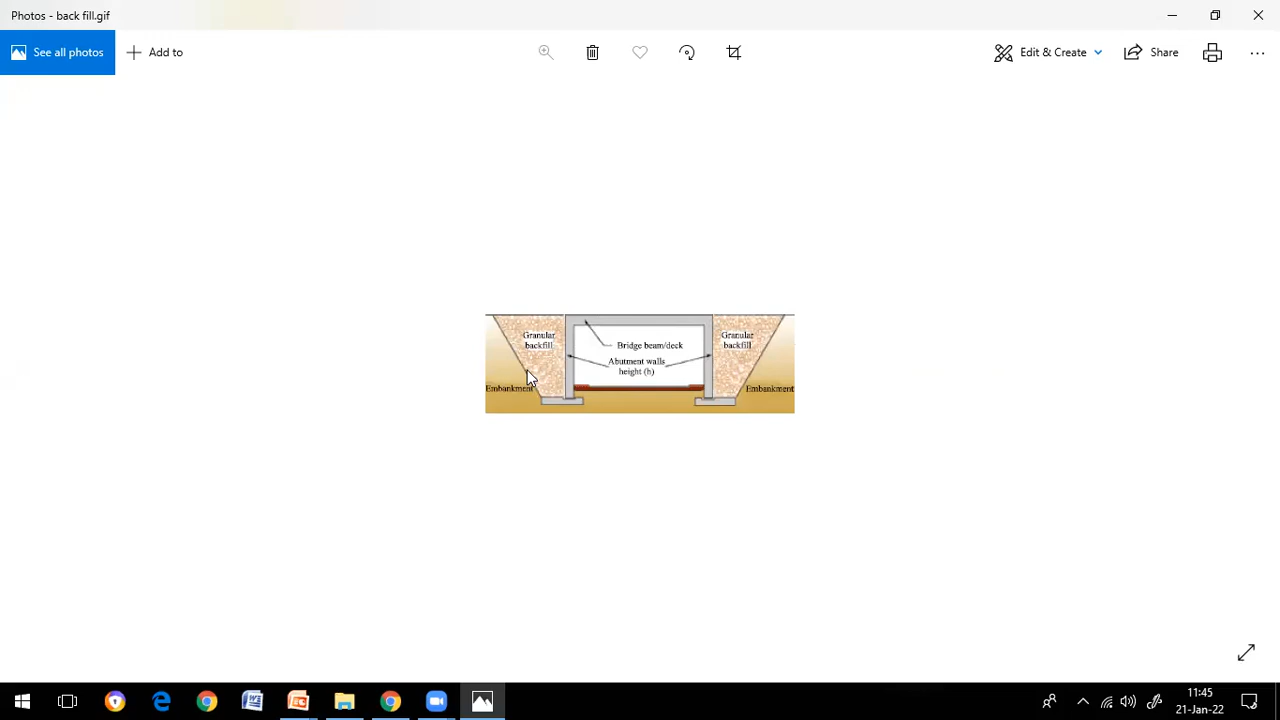 Photos - back fill.gif
See all photos
Add to
Edit & Create
Share
Granular
backfill
Bridge beam/deck
Abutment walls
height (h)
Granular
backfill
Embankment
Embankment
11:45
21-Jan-22